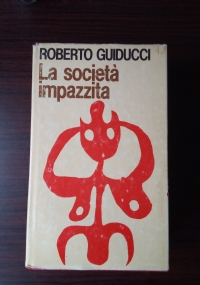 ROBERTO GUIDUCCI
La società
impazzita